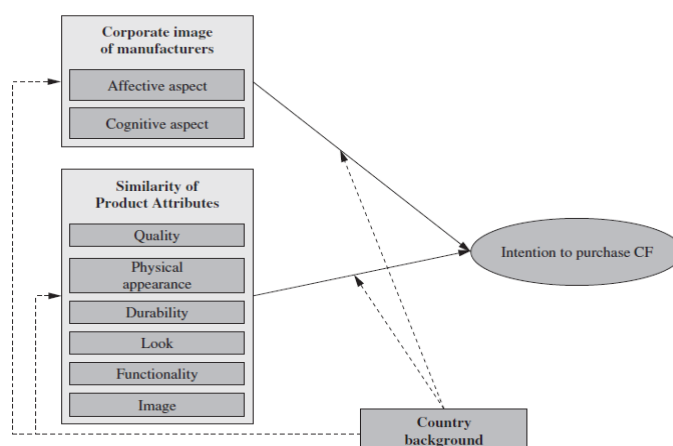 Corporate image
of manufacturers
Affective aspect
Cognitive aspect
Similarity of
Product Attributes
Quality
Physical
appearance
Durability
Look
Functionality
Image
Intention to purchase CF
Country
background